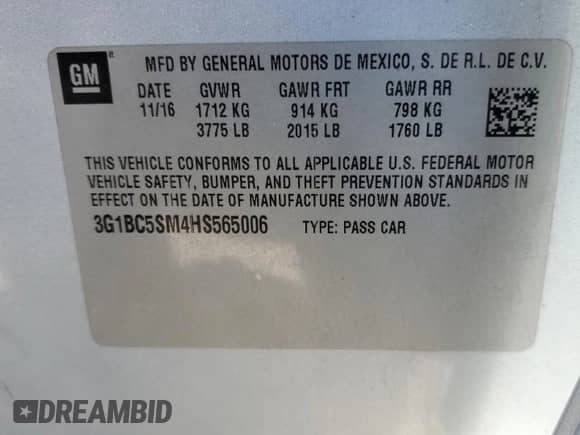 GM
MFD BY GENERAL MOTORS DE MEXICO, S. DE R.L. DE C.V.
DATE GVWR GAWR FRT GAWR RR
11/16 1712 KG 914 KG 798 KG
3775 LB 2015 LB 1760 LB
THIS VEHICLE CONFORMS TO ALL APPLICABLE U.S. FEDERAL MOTOR
VEHICLE SAFETY, BUMPER, AND THEFT PREVENTION STANDARDS IN
EFFECT ON THE DATE OF MANUFACTURE SHOWN ABOVE.
3G1BC5SM4HS565006 TYPE: PASS CAR
DREAMBID